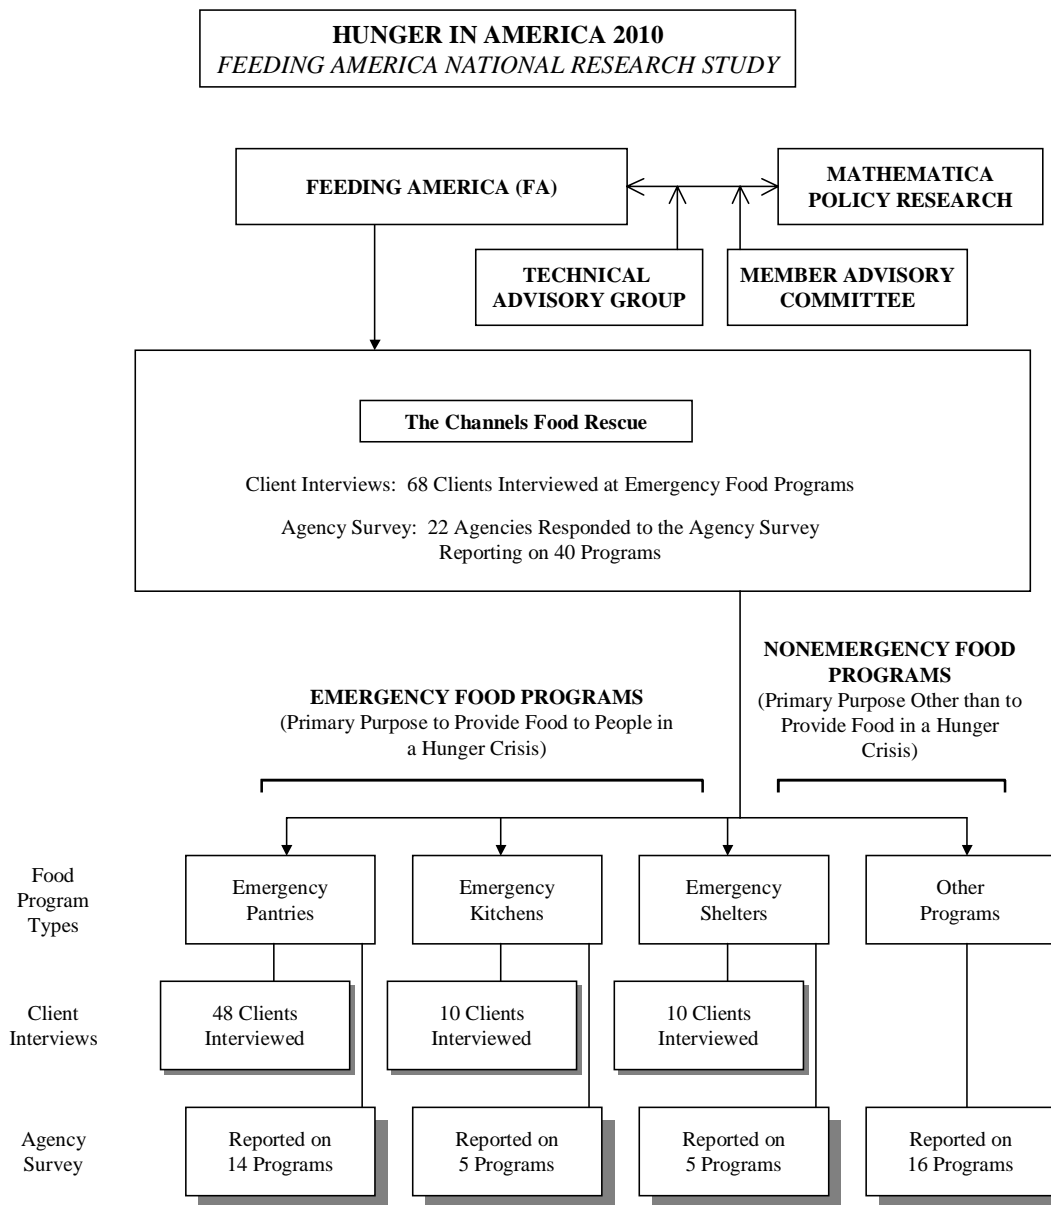 HUNGER IN AMERICA 2010
FEEDING AMERICA NATIONAL RESEARCH STUDY
FEEDING AMERICA (FA)
MATHEMATICA
POLICY RESEARCH
TECHNICAL
ADVISORY GROUP
MEMBER ADVISORY
COMMITTEE
The Channels Food Rescue
Client Interviews:  68 Clients Interviewed at Emergency Food Programs
Agency Survey:  22 Agencies Responded to the Agency Survey
Reporting on 40 Programs
EMERGENCY FOOD PROGRAMS
(Primary Purpose to Provide Food to People in
a Hunger Crisis)
NONEMERGENCY FOOD
PROGRAMS
(Primary Purpose Other than to
Provide Food in a Hunger
Crisis)
Food
Program
Types
Emergency
Pantries
Emergency
Kitchens
Emergency
Shelters
Other
Programs
Client
Interviews
48 Clients
Interviewed
10 Clients
Interviewed
10 Clients
Interviewed
Agency
Survey
Reported on
14 Programs
Reported on
5 Programs
Reported on
5 Programs
Reported on
16 Programs